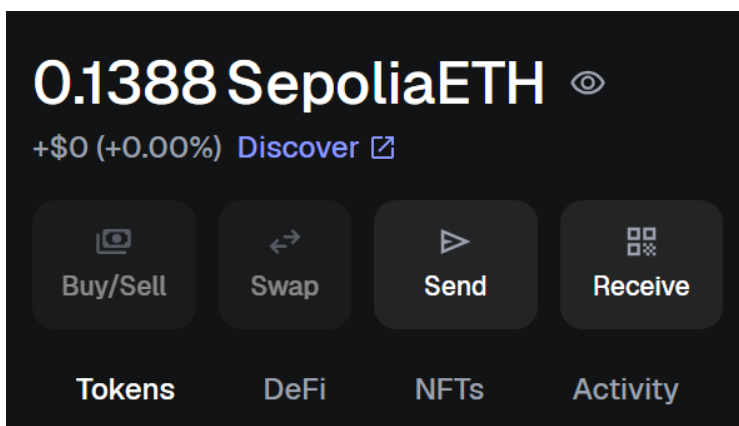 0.1388 SepoliaETH
+$0 (+0.00%) Discover
Buy/Sell Swap Send Receive
Tokens DeFi NFTs Activity